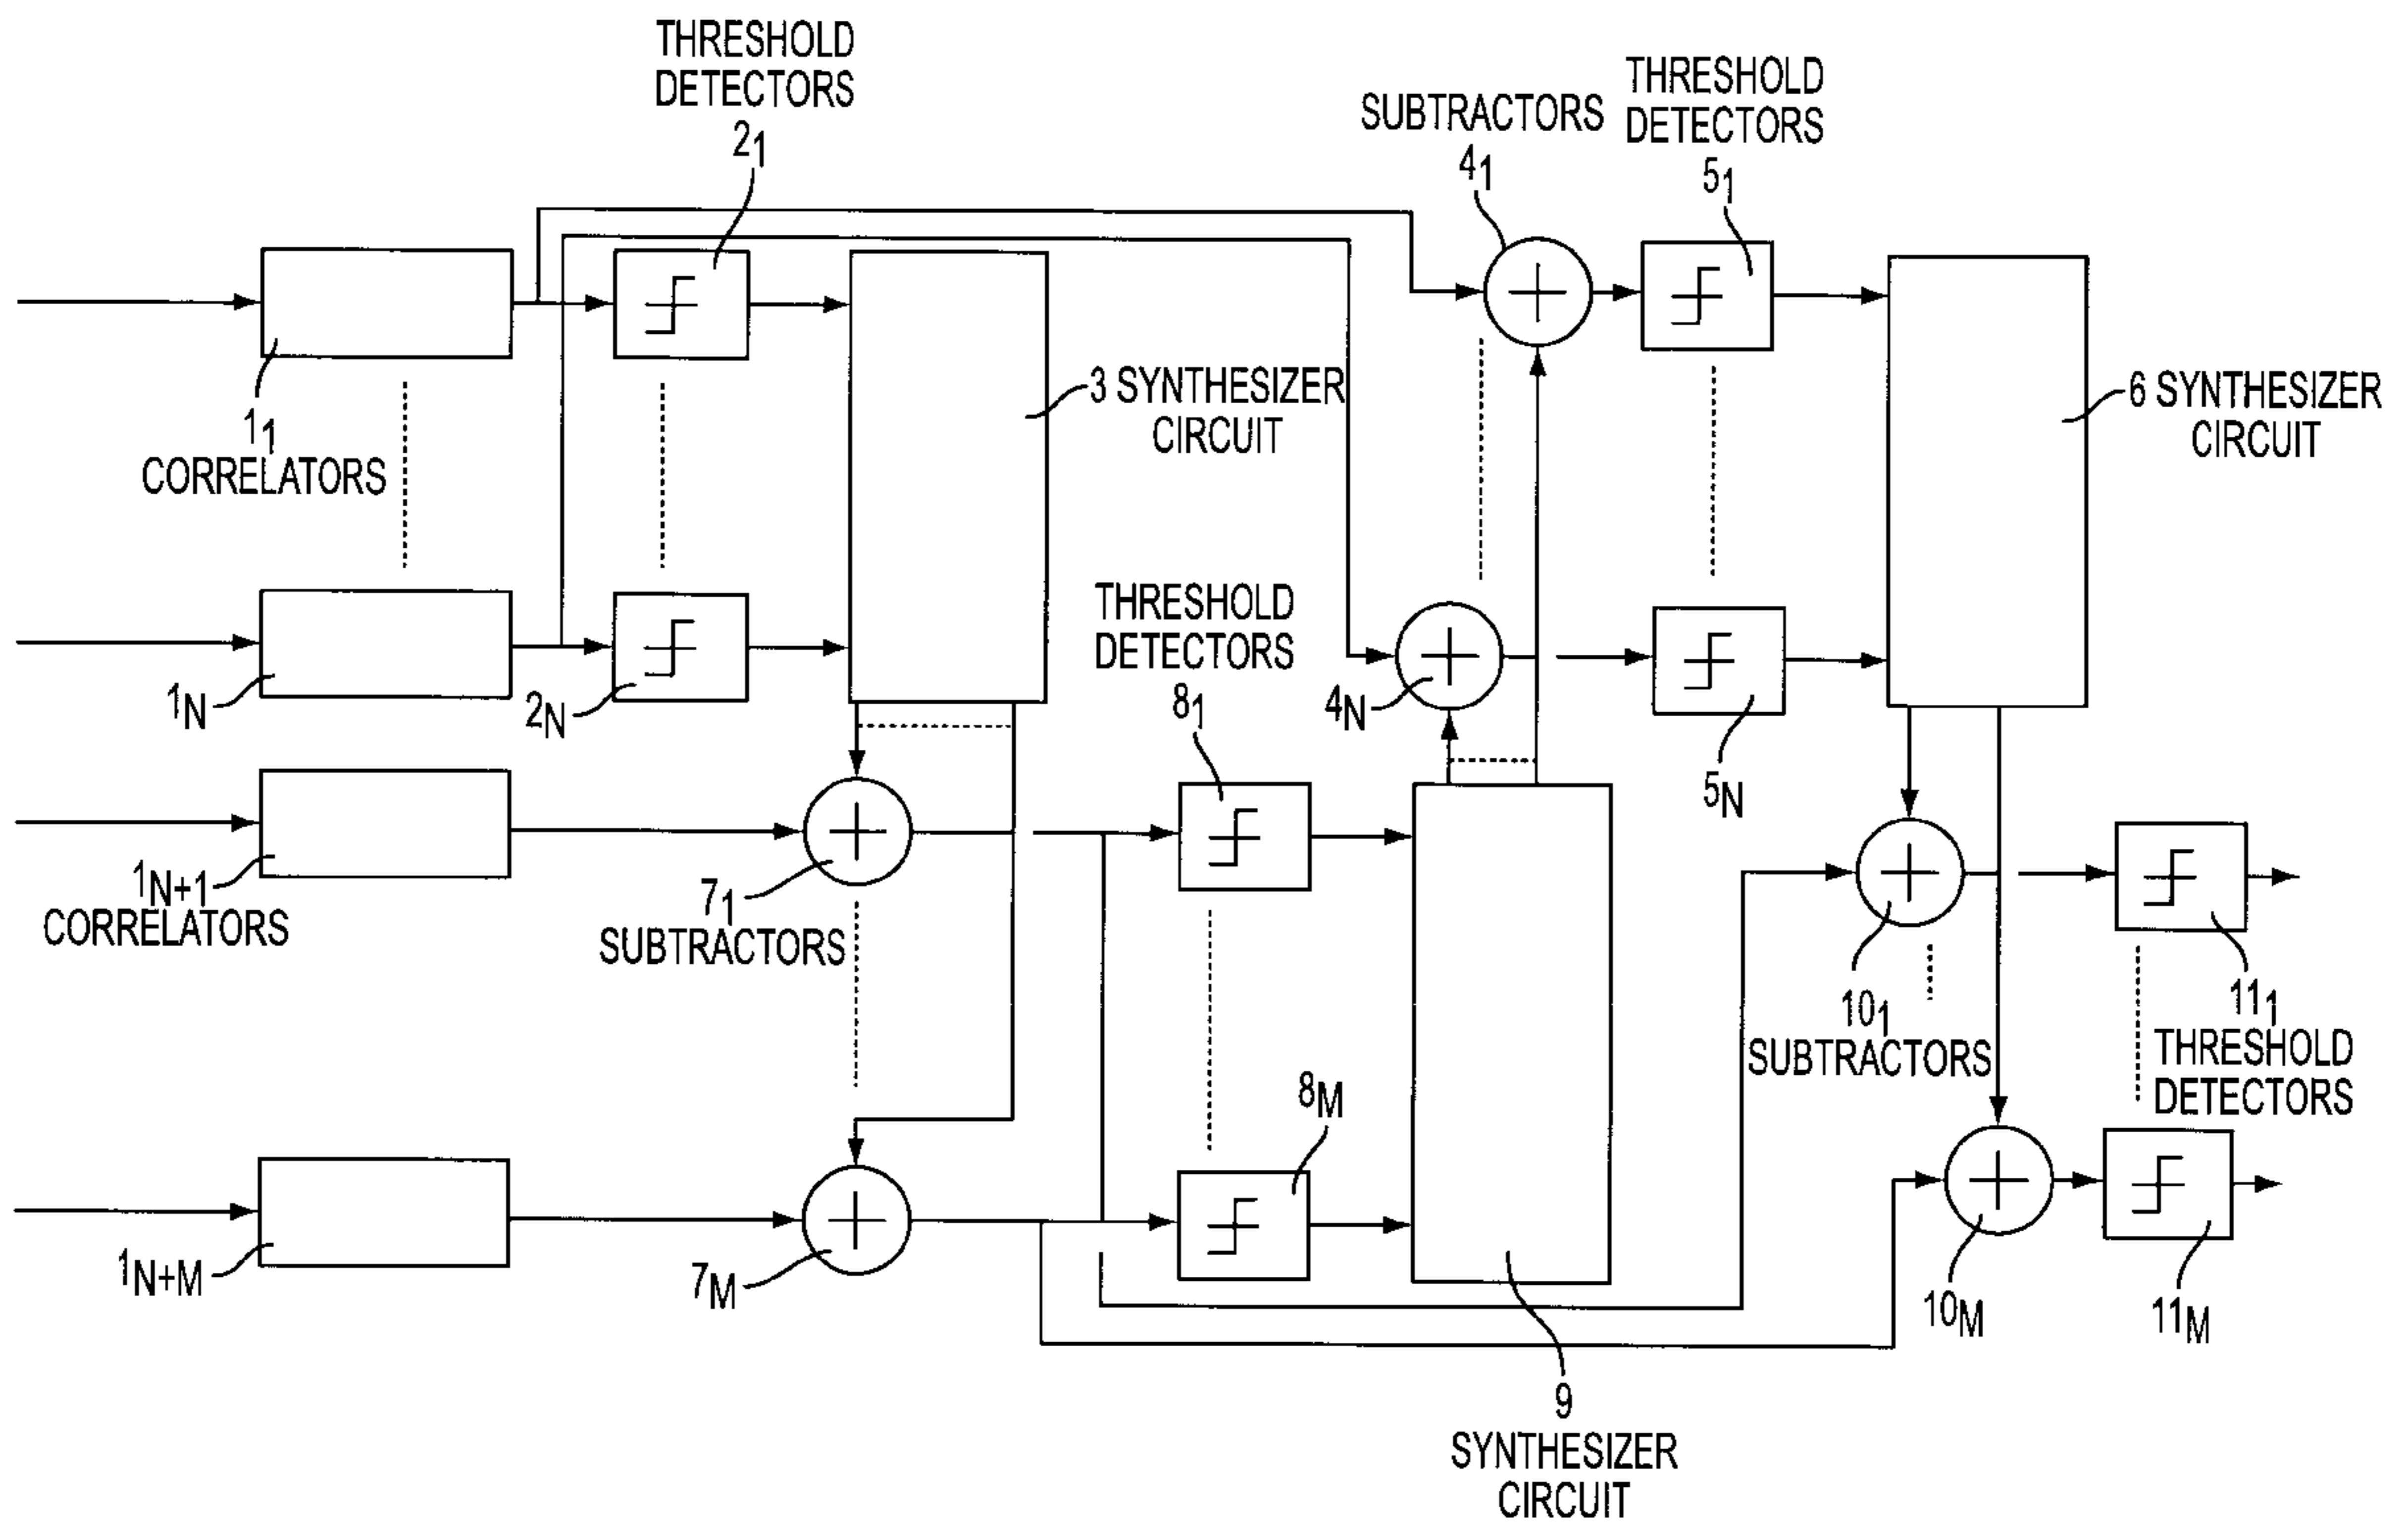 THRESHOLD
DETECTORS
2₁
SUBTRACTORS
4₁
THRESHOLD
DETECTORS
5₁
1₁
CORRELATORS
3 SYNTHESIZER
CIRCUIT
6 SYNTHESIZER
CIRCUIT
1N
2N
THRESHOLD
DETECTORS
8₁
4N
5N
1N+1
CORRELATORS
7₁
SUBTRACTORS
10₁
SUBTRACTORS
11₁
THRESHOLD
DETECTORS
8M
1N+M
7M
10M
11M
9
SYNTHESIZER
CIRCUIT